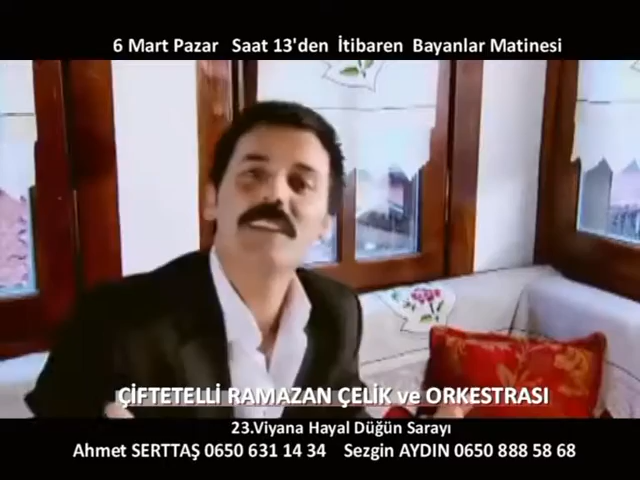 6 Mart Pazar Saat 13'den İtibaren Bayanlar Matinesi
ÇİFTETELLİ RAMAZAN ÇELİK ve ORKESTRASI
23.Viyana Hayal Düğün Sarayı
Ahmet SERTTAŞ 0650 631 14 34 Sezgin AYDIN 0650 888 58 68